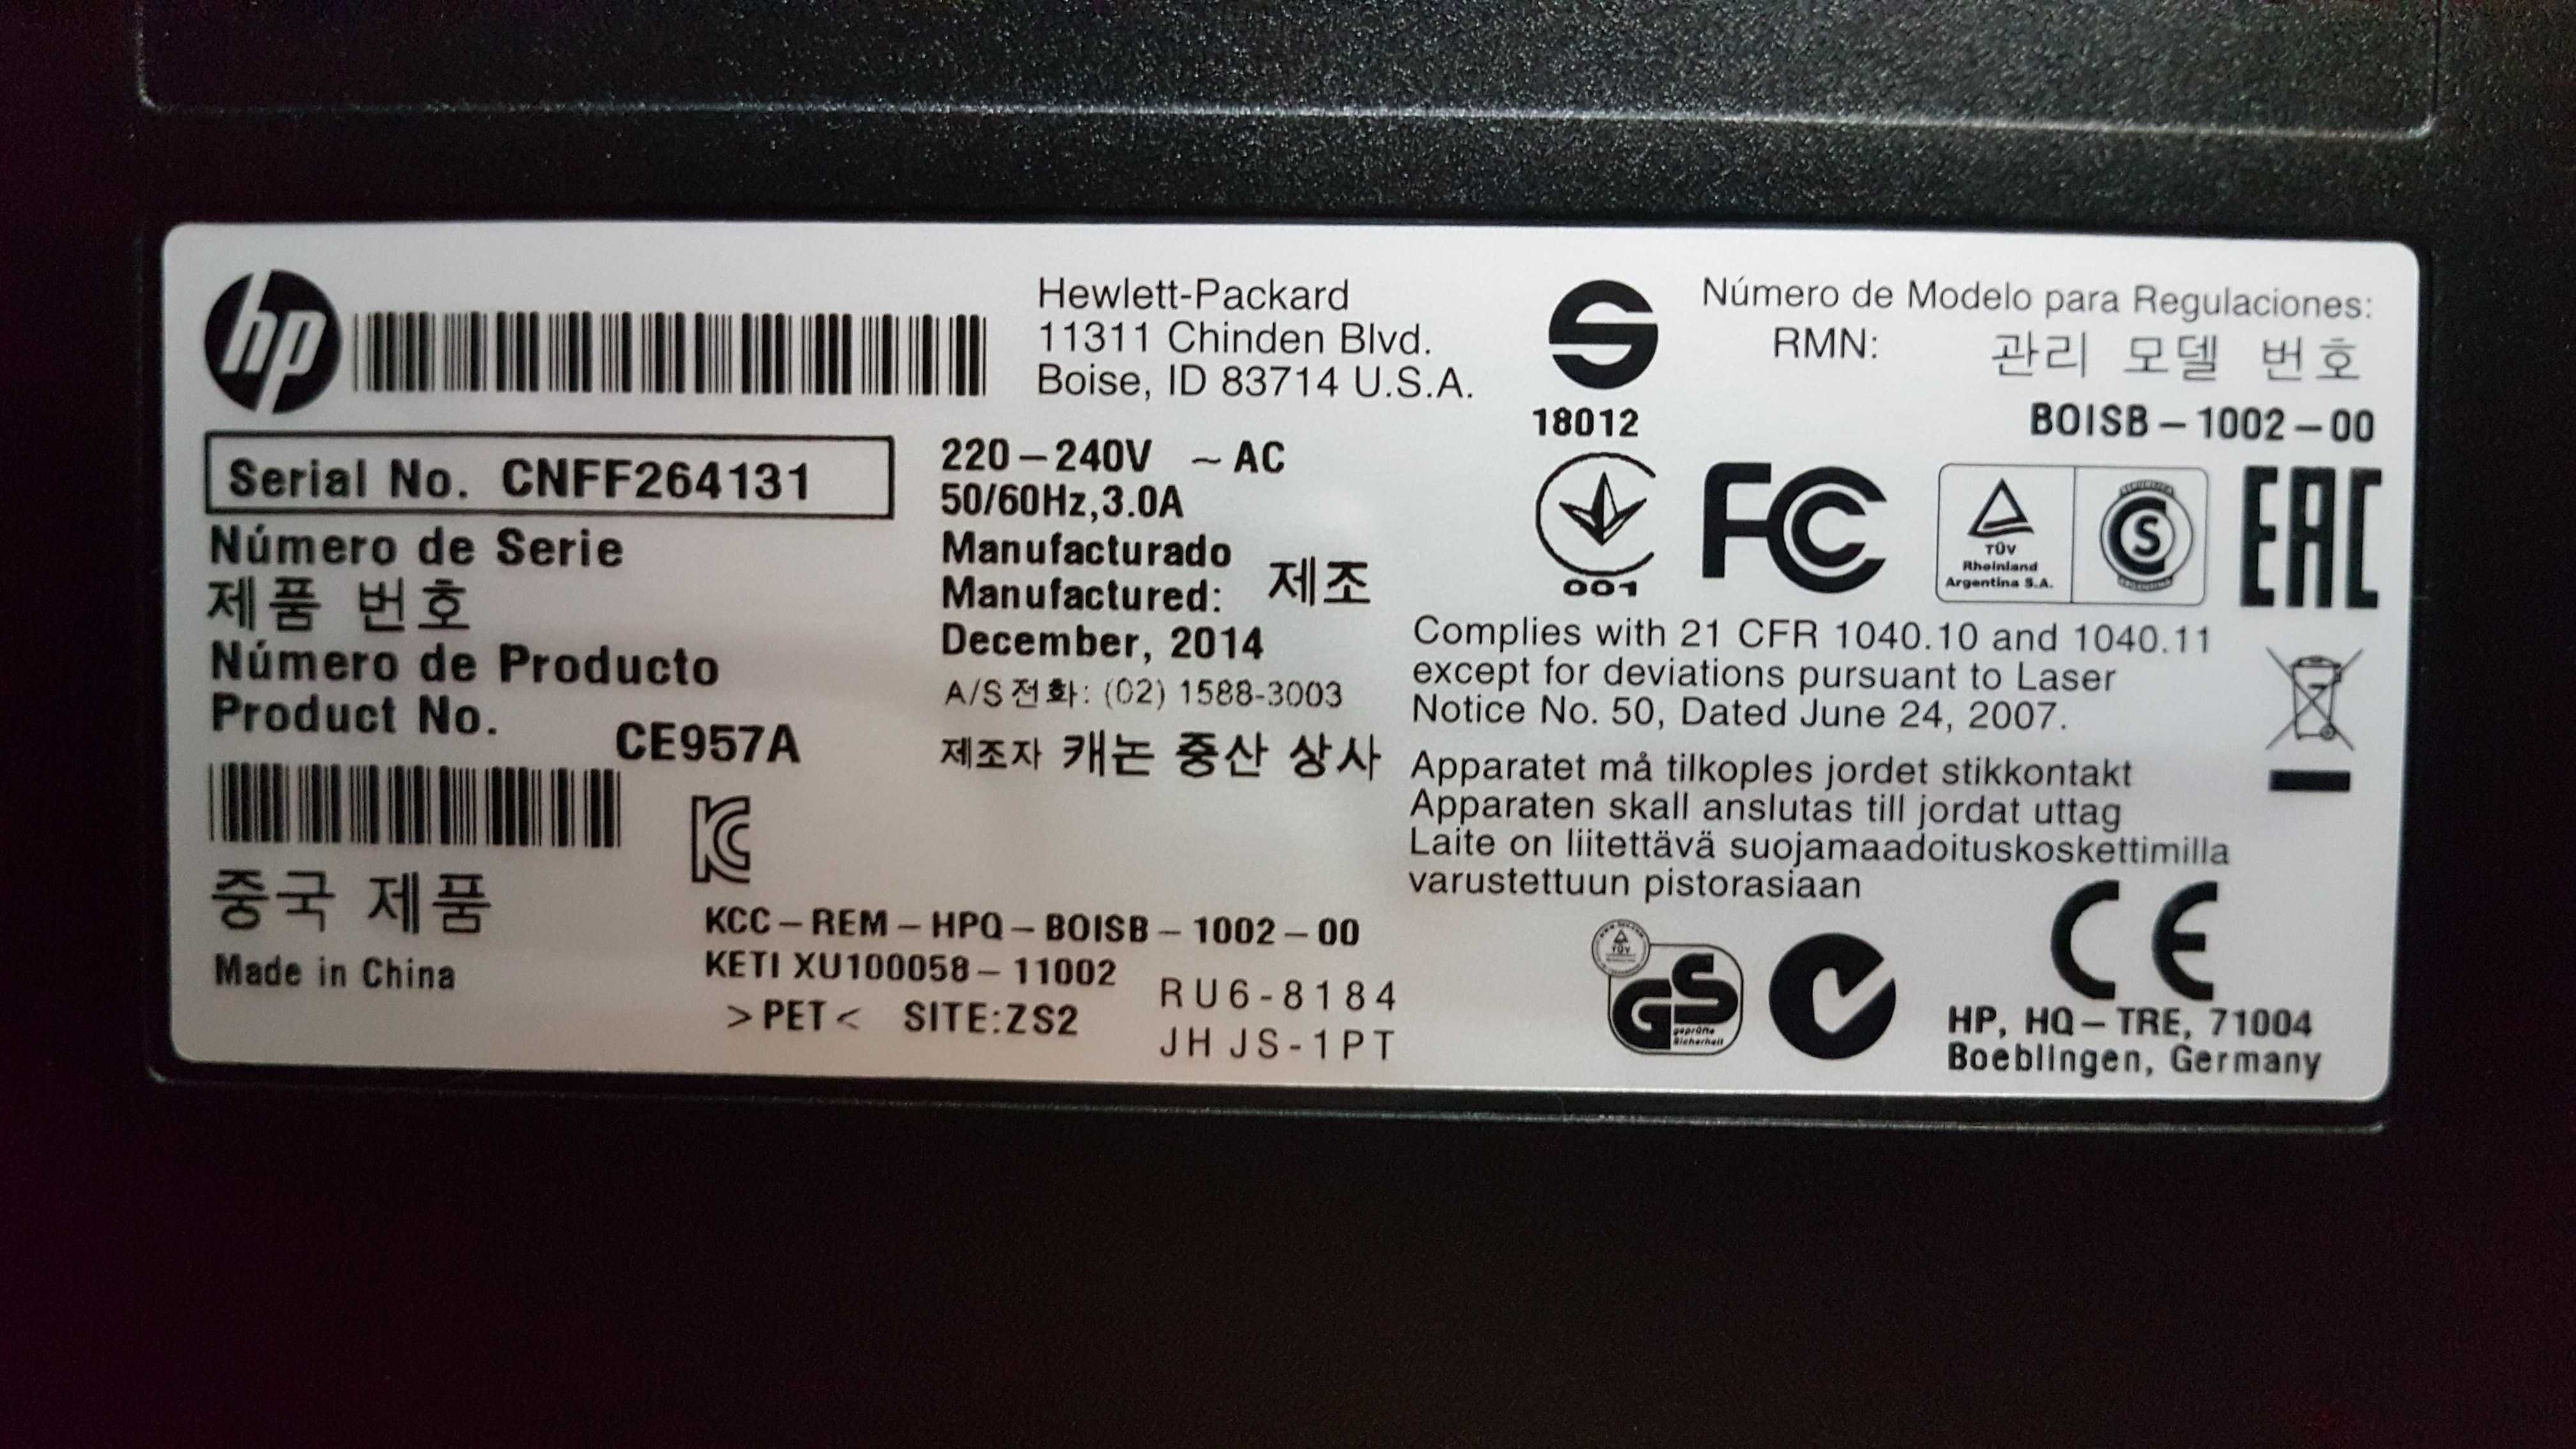 hp
Hewlett-Packard
11311 Chinden Blvd.
Boise, ID 83714 U.S.A.
Serial No. CNFF264131
Número de Serie
제품 번호
Número de Producto
Product No.
CE957A
중국 제품
Made in China
220-240V ~ AC
50/60Hz,3.0A
Manufacturado
Manufactured: 제조
December, 2014
A/S 전화: (02) 1588-3003
제조자 캐논 중산 상사
KCC-REM-HPQ-BOISB-1002-00
KETI XU100058-11002
>PET< SITE:ZS2
RU6-8184
JH JS-1PT
18012
Número de Modelo para Regulaciones:
RMN: 관리 모델 번호
BOISB-1002-00
001
FC
TÜV
Rheinland
Argentina S.A.
S
EAC
Complies with 21 CFR 1040.10 and 1040.11
except for deviations pursuant to Laser
Notice No. 50, Dated June 24, 2007.
Apparatet må tilkoples jordet stikkontakt
Apparaten skall anslutas till jordat uttag
Laite on liitettävä suojamaadoituskoskettimilla
varustettuun pistorasiaan
TÜV
GS
geprüfte
Sicherheit
CE
HP, HQ-TRE, 71004
Boeblingen, Germany